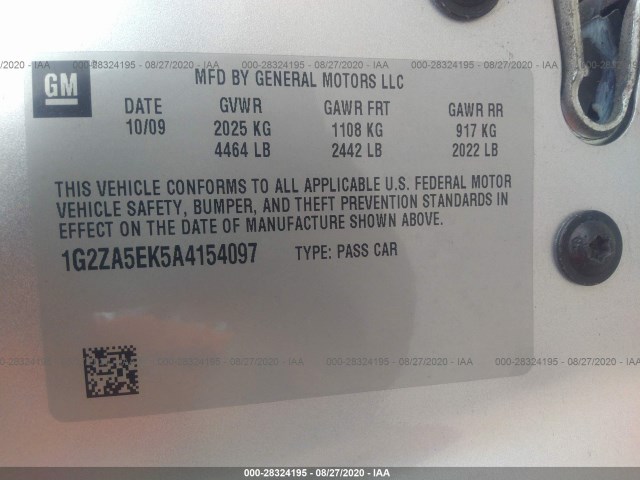 000-28324195 - 08/27/2020 - IAA
GM
MFD BY GENERAL MOTORS LLC
DATE GVWR GAWR FRT GAWR RR
10/09 2025 KG 1108 KG 917 KG
4464 LB 2442 LB 2022 LB
THIS VEHICLE CONFORMS TO ALL APPLICABLE U.S. FEDERAL MOTOR
VEHICLE SAFETY, BUMPER, AND THEFT PREVENTION STANDARDS IN
EFFECT ON THE DATE OF MANUFACTURE SHOWN ABOVE.
1G2ZA5EK5A4154097 TYPE: PASS CAR
000-28324195 - 08/27/2020 - IAA
000-28324195 - 08/27/2020 - IAA